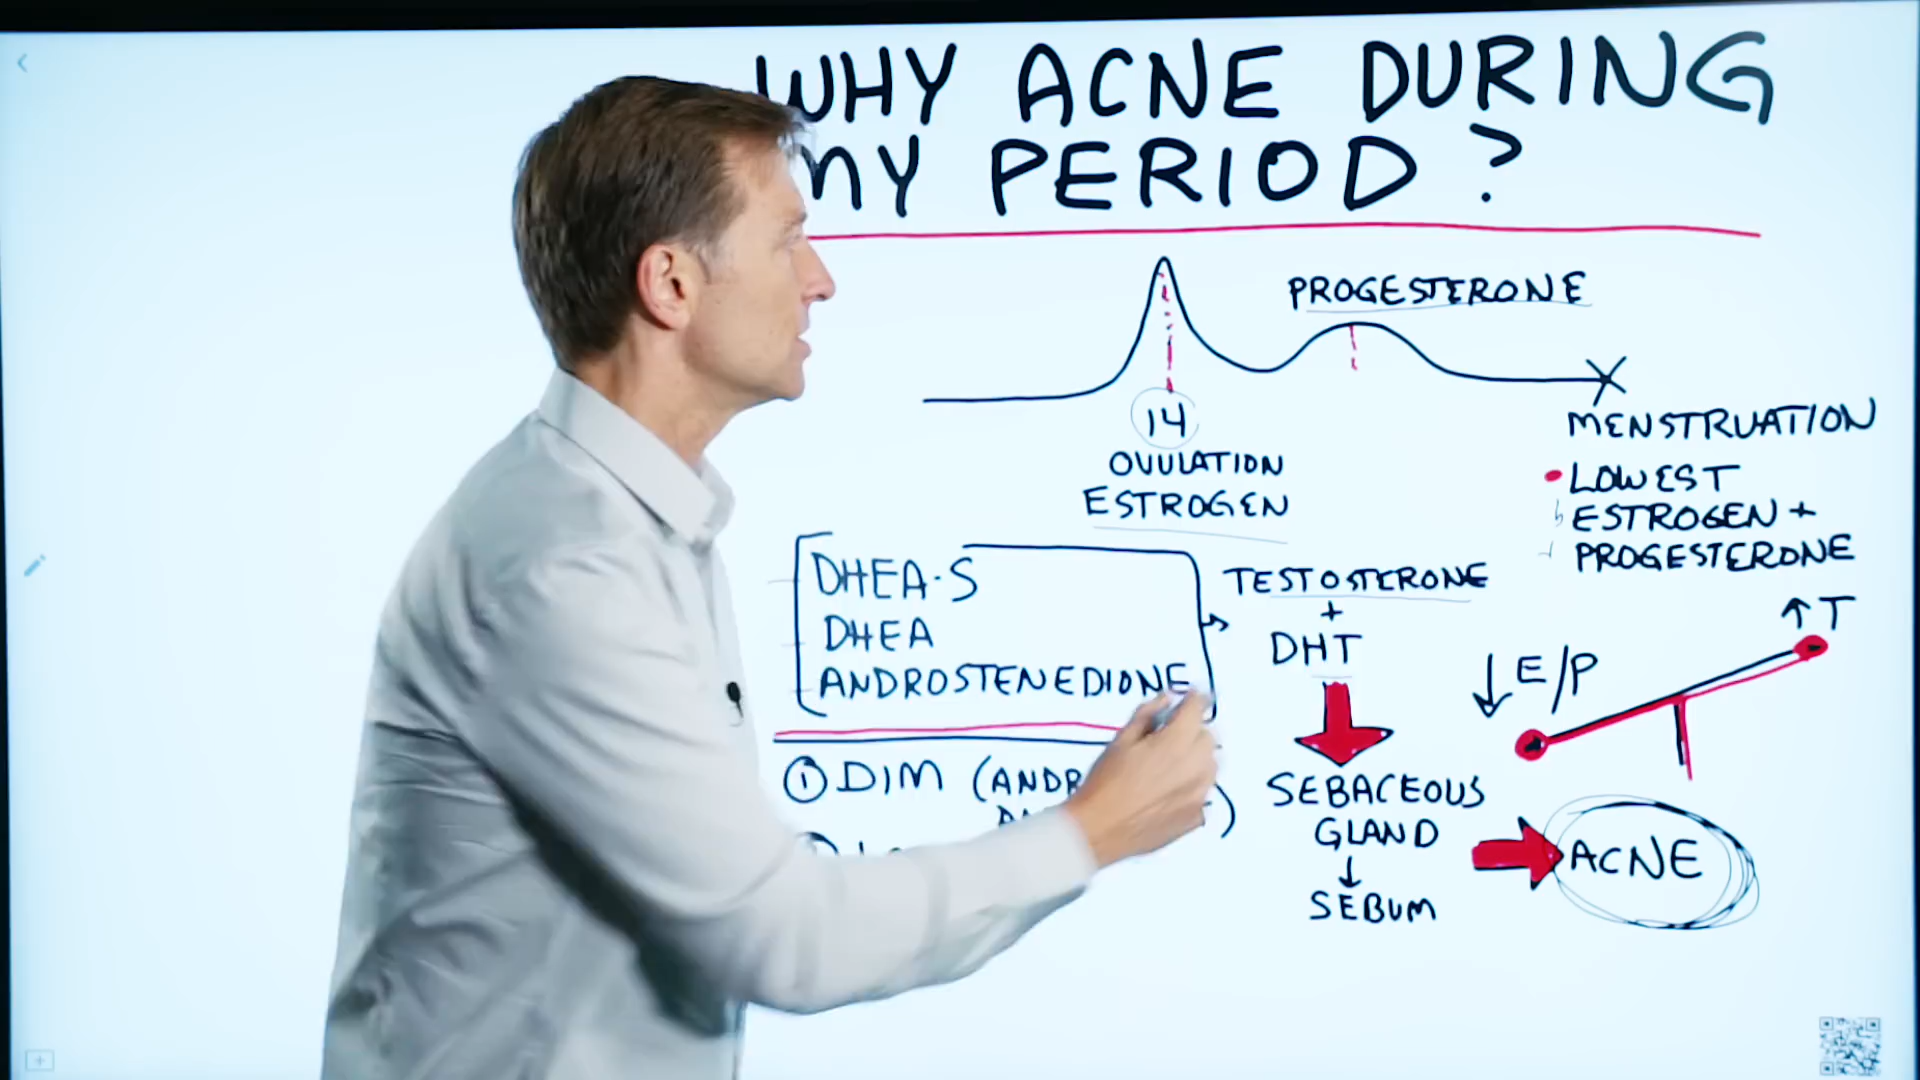 WHY ACNE DURING
MY PERIOD?
PROGESTERONE
14
OVULATION
ESTROGEN
MENSTRUATION
• LOWEST
ESTROGEN +
PROGESTERONE
DHEA-S
DHEA
ANDROSTENEDIONE
TESTOSTERONE
+
DHT
↓ E/P
↑ T
① DIM (
SEBACEOUS
GLAND
↓
SEBUM
ACNE